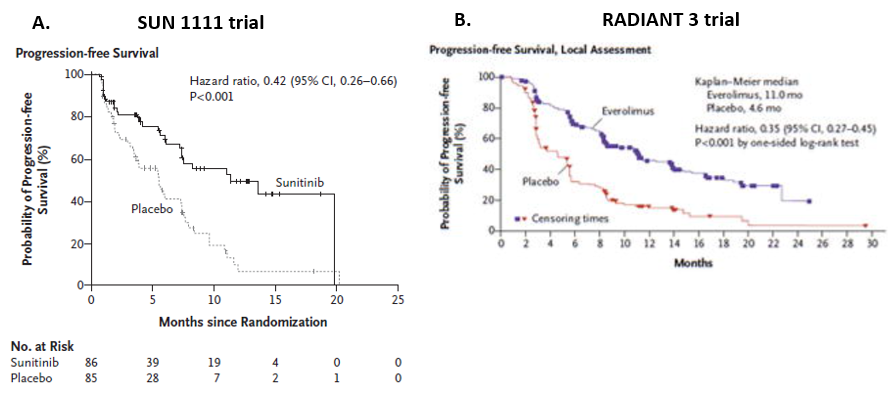 A.
SUN 1111 trial
Progression-free Survival
Probability of Progression-free
Survival (%)
100
80
60
40
20
0
Hazard ratio, 0.42 (95% CI, 0.26–0.66)
P<0.001
Sunitinib
Placebo
0 5 10 15 20 25
Months since Randomization
No. at Risk
Sunitinib 86 39 19 4 0 0
Placebo 85 28 7 2 1 0
B.
RADIANT 3 trial
Progression-free Survival, Local Assessment
Probability of Progression-free
Survival (%)
100
80
60
40
20
0
Kaplan–Meier median
Everolimus, 11.0 mo
Placebo, 4.6 mo
Hazard ratio, 0.35 (95% CI, 0.27–0.45)
P<0.001 by one-sided log-rank test
Everolimus
Placebo
Censoring times
0 2 4 6 8 10 12 14 16 18 20 22 24 26 28 30
Months